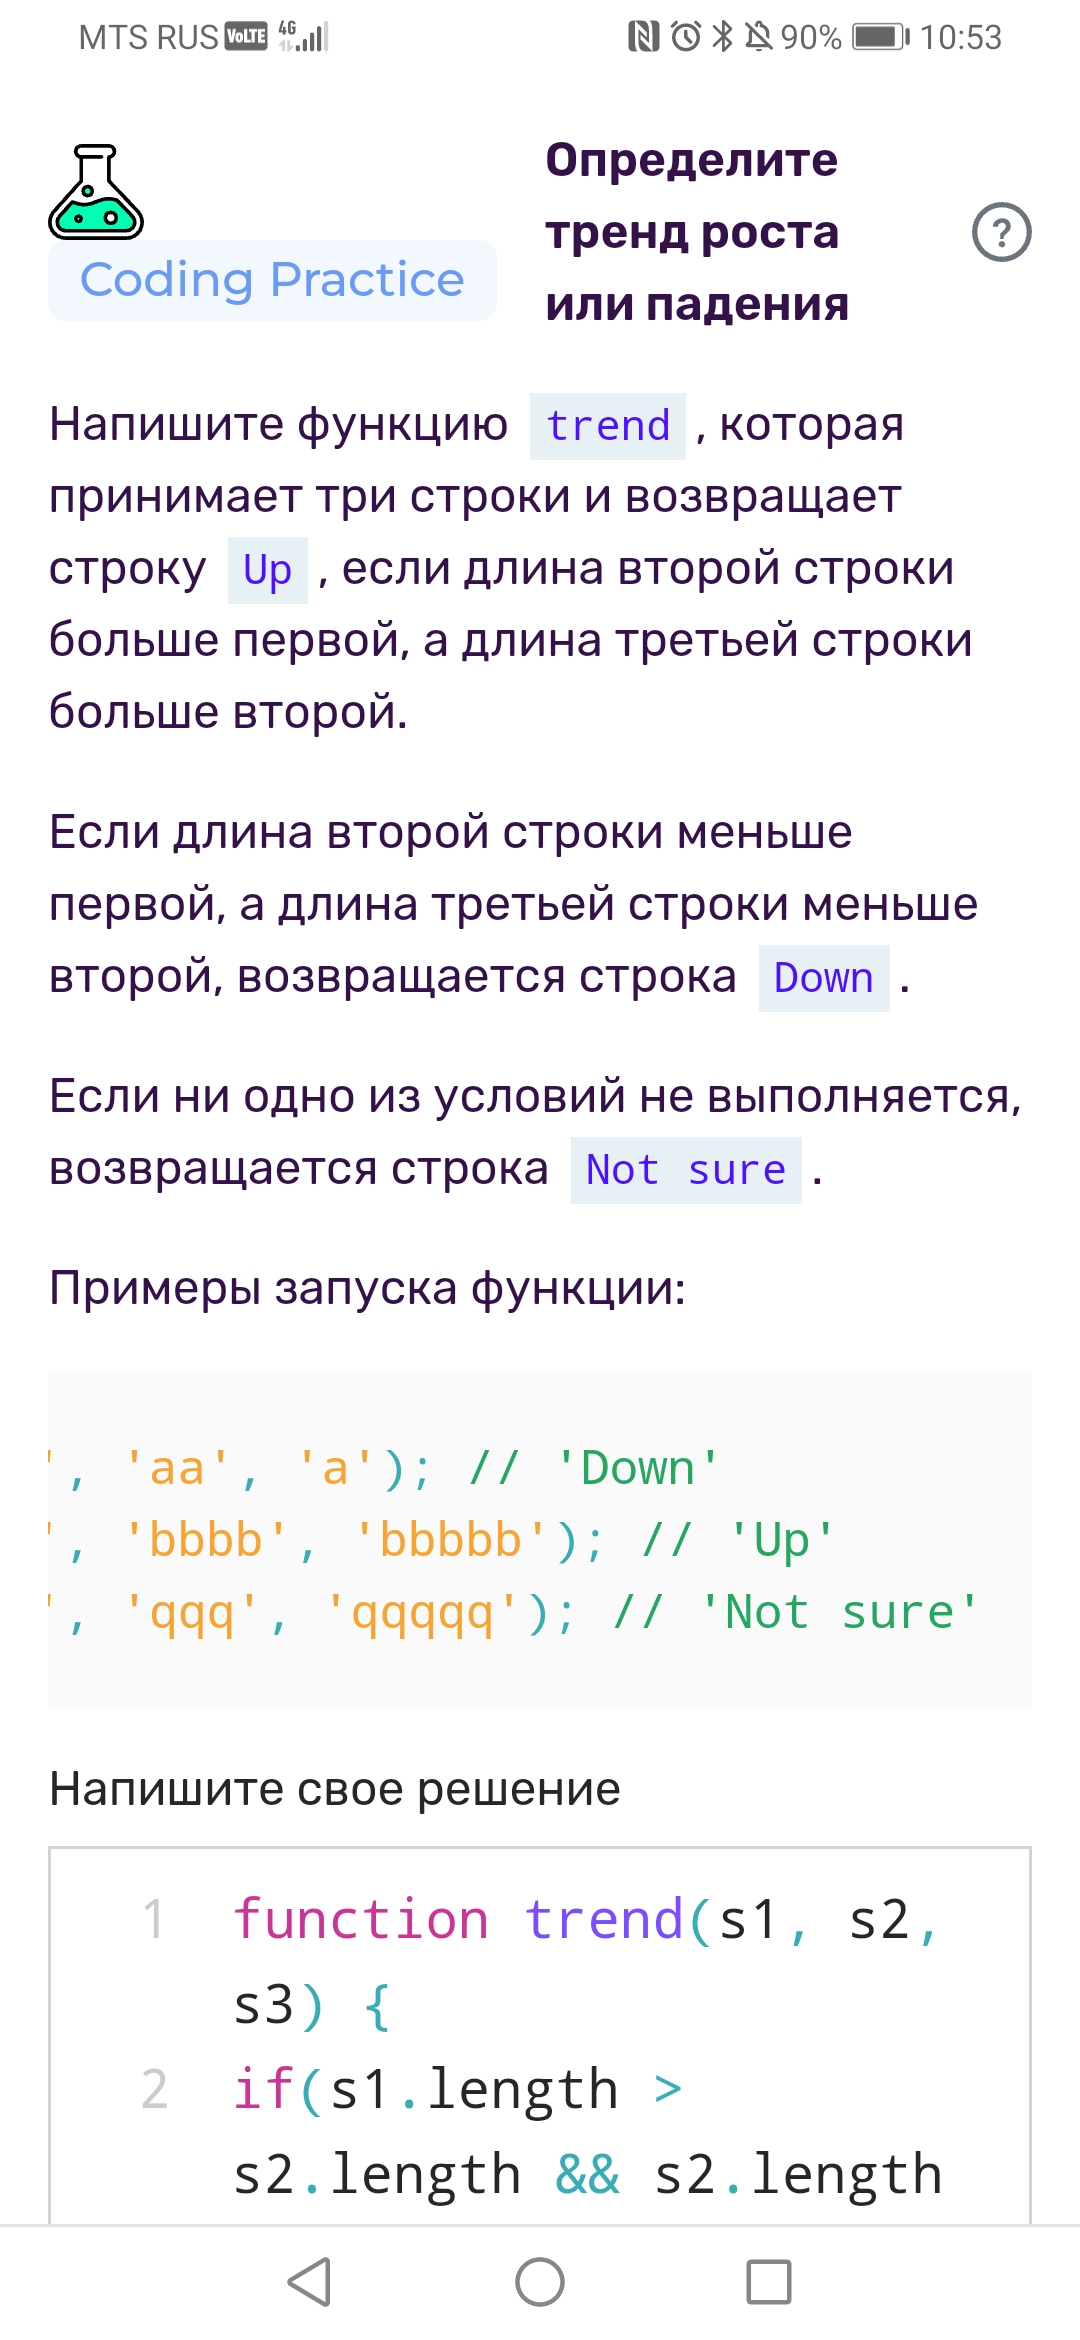 MTS RUS VoLTE 4G 90% 10:53
Определите
тренд роста
или падения
?
Coding Practice
Напишите функцию trend , которая
принимает три строки и возвращает
строку Up , если длина второй строки
больше первой, а длина третьей строки
больше второй.
Если длина второй строки меньше
первой, а длина третьей строки меньше
второй, возвращается строка Down .
Если ни одно из условий не выполняется,
возвращается строка Not sure .
Примеры запуска функции:
', 'aa', 'a'); // 'Down'
', 'bbbb', 'bbbbb'); // 'Up'
', 'qqq', 'qqqqq'); // 'Not sure'
Напишите свое решение
1 function trend(s1, s2,
s3) {
2 if(s1.length >
s2.length && s2.length